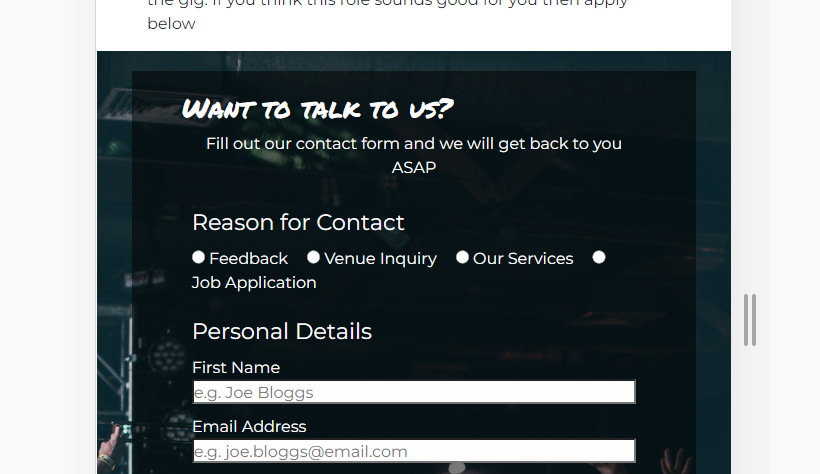 the gig. If you think this role sounds good for you then apply
below
Want to talk to us?
Fill out our contact form and we will get back to you
ASAP
Reason for Contact
Feedback Venue Inquiry Our Services
Job Application
Personal Details
First Name
e.g. Joe Bloggs
Email Address
e.g. joe.bloggs@email.com